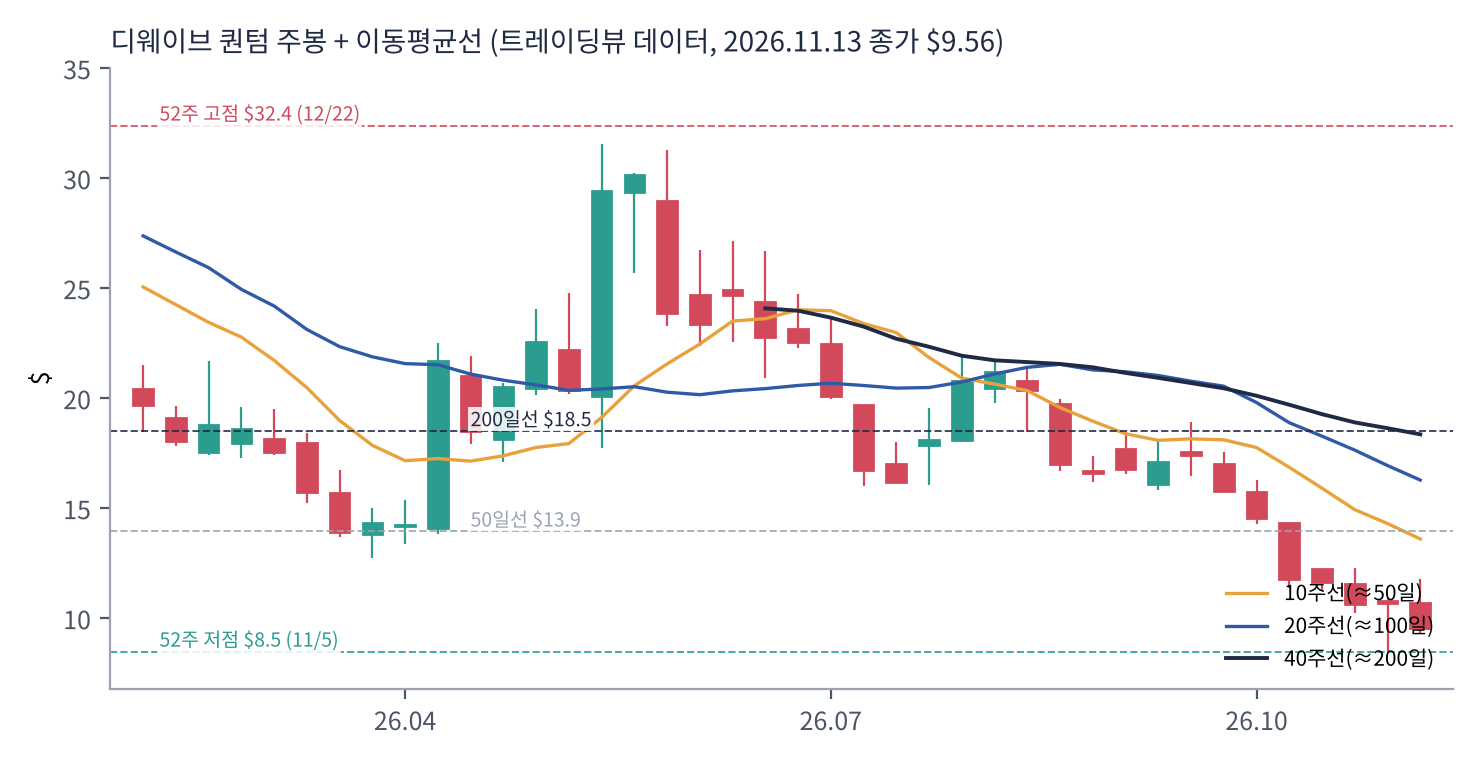 디웨이브 퀀텀 주봉 + 이동평균선 (트레이딩뷰 데이터, 2026.11.13 종가 $9.56)
35
52주 고점 $32.4 (12/22)
30
25
$
20
200일선 $18.5
15
50일선 $13.9
10
52주 저점 $8.5 (11/5)
10주선(≈50일)
20주선(≈100일)
40주선(≈200일)
26.04
26.07
26.10